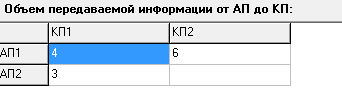 Объем передаваемой информации от АП до КП:
КП1 КП2
АП1 4 6
АП2 3